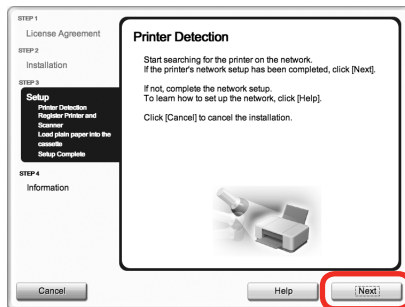 STEP 1
License Agreement
STEP 2
Installation
STEP 3
Setup
Printer Detection
Register Printer and
Scanner
Load plain paper into the
cassette
Setup Complete
STEP 4
Information
Printer Detection
Start searching for the printer on the network.
If the printer's network setup has been completed, click [Next].
If not, complete the network setup.
To learn how to set up the network, click [Help].
Click [Cancel] to cancel the installation.
Cancel
Help
Next